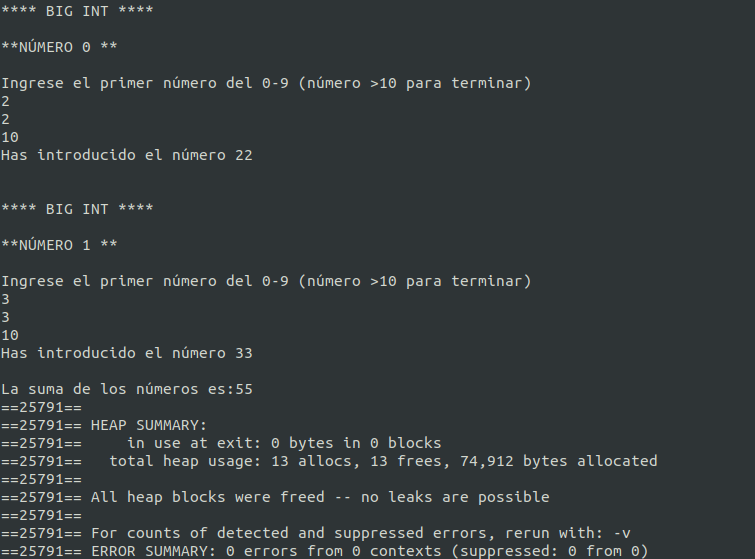 **** BIG INT ****
**NÚMERO 0 **
Ingrese el primer número del 0-9 (número >10 para terminar)
2
2
10
Has introducido el número 22
**** BIG INT ****
**NÚMERO 1 **
Ingrese el primer número del 0-9 (número >10 para terminar)
3
3
10
Has introducido el número 33
La suma de los números es:55
==25791==
==25791== HEAP SUMMARY:
==25791==     in use at exit: 0 bytes in 0 blocks
==25791==   total heap usage: 13 allocs, 13 frees, 74,912 bytes allocated
==25791==
==25791== All heap blocks were freed -- no leaks are possible
==25791==
==25791== For counts of detected and suppressed errors, rerun with: -v
==25791== ERROR SUMMARY: 0 errors from 0 contexts (suppressed: 0 from 0)